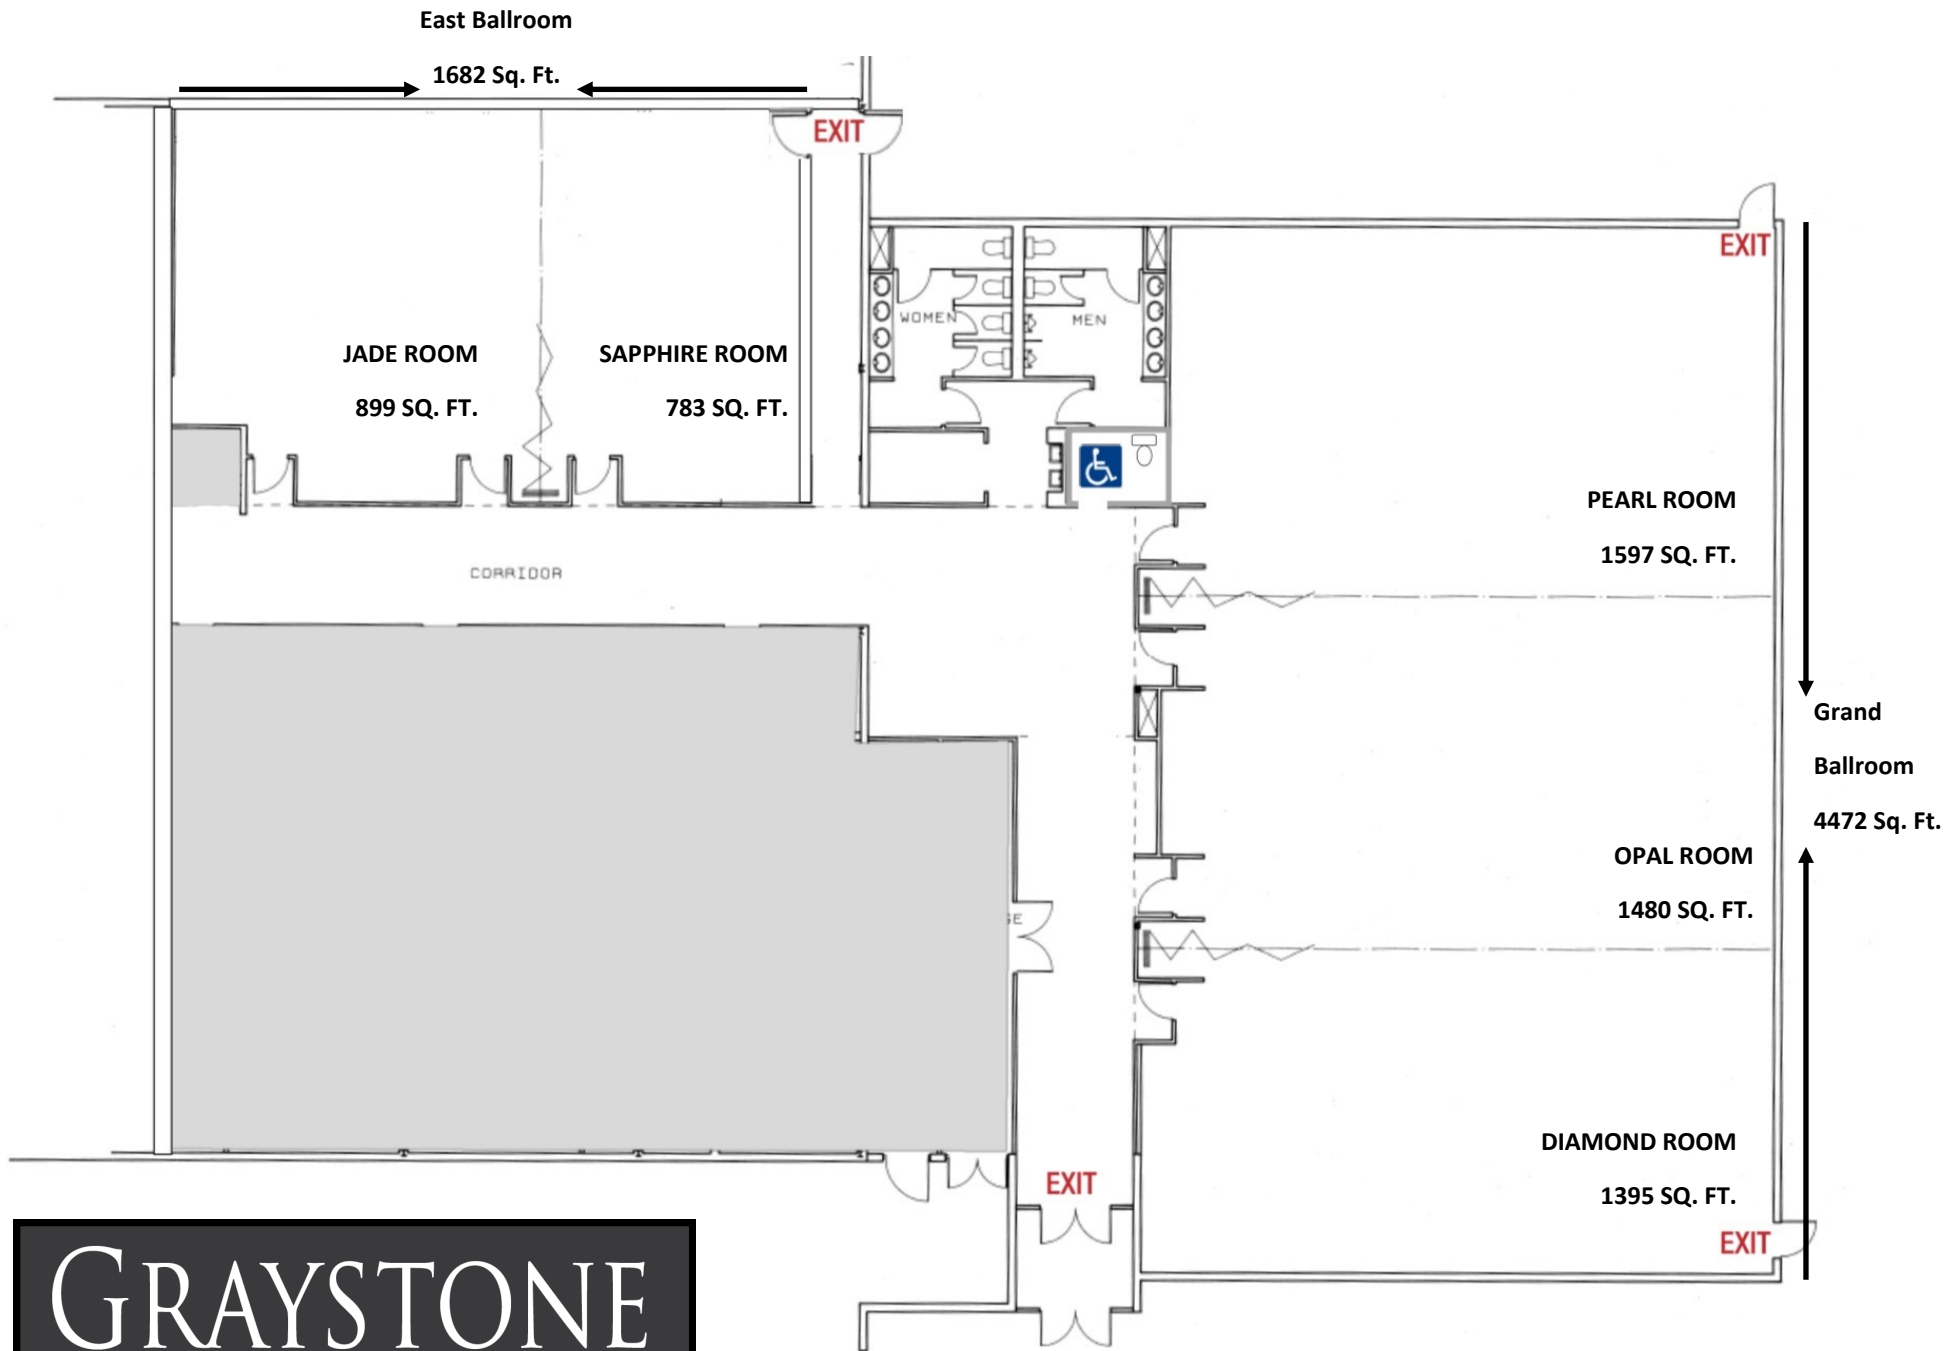 East Ballroom
1682 Sq. Ft.
EXIT
EXIT
WOMEN
MEN
JADE ROOM
899 SQ. FT.
SAPPHIRE ROOM
783 SQ. FT.
PEARL ROOM
1597 SQ. FT.
CORRIDOR
Grand
Ballroom
4472 Sq. Ft.
OPAL ROOM
1480 SQ. FT.
DIAMOND ROOM
1395 SQ. FT.
EXIT
EXIT
GRAYSTONE